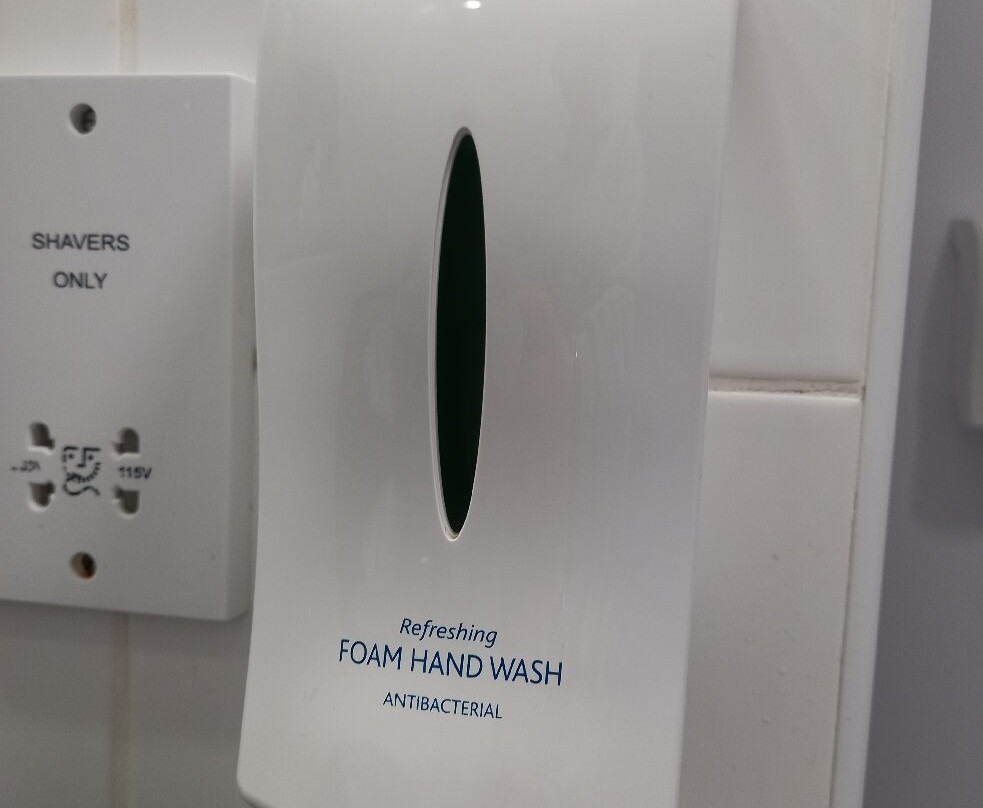 SHAVERS
ONLY
115V
Refreshing
FOAM HAND WASH
ANTIBACTERIAL